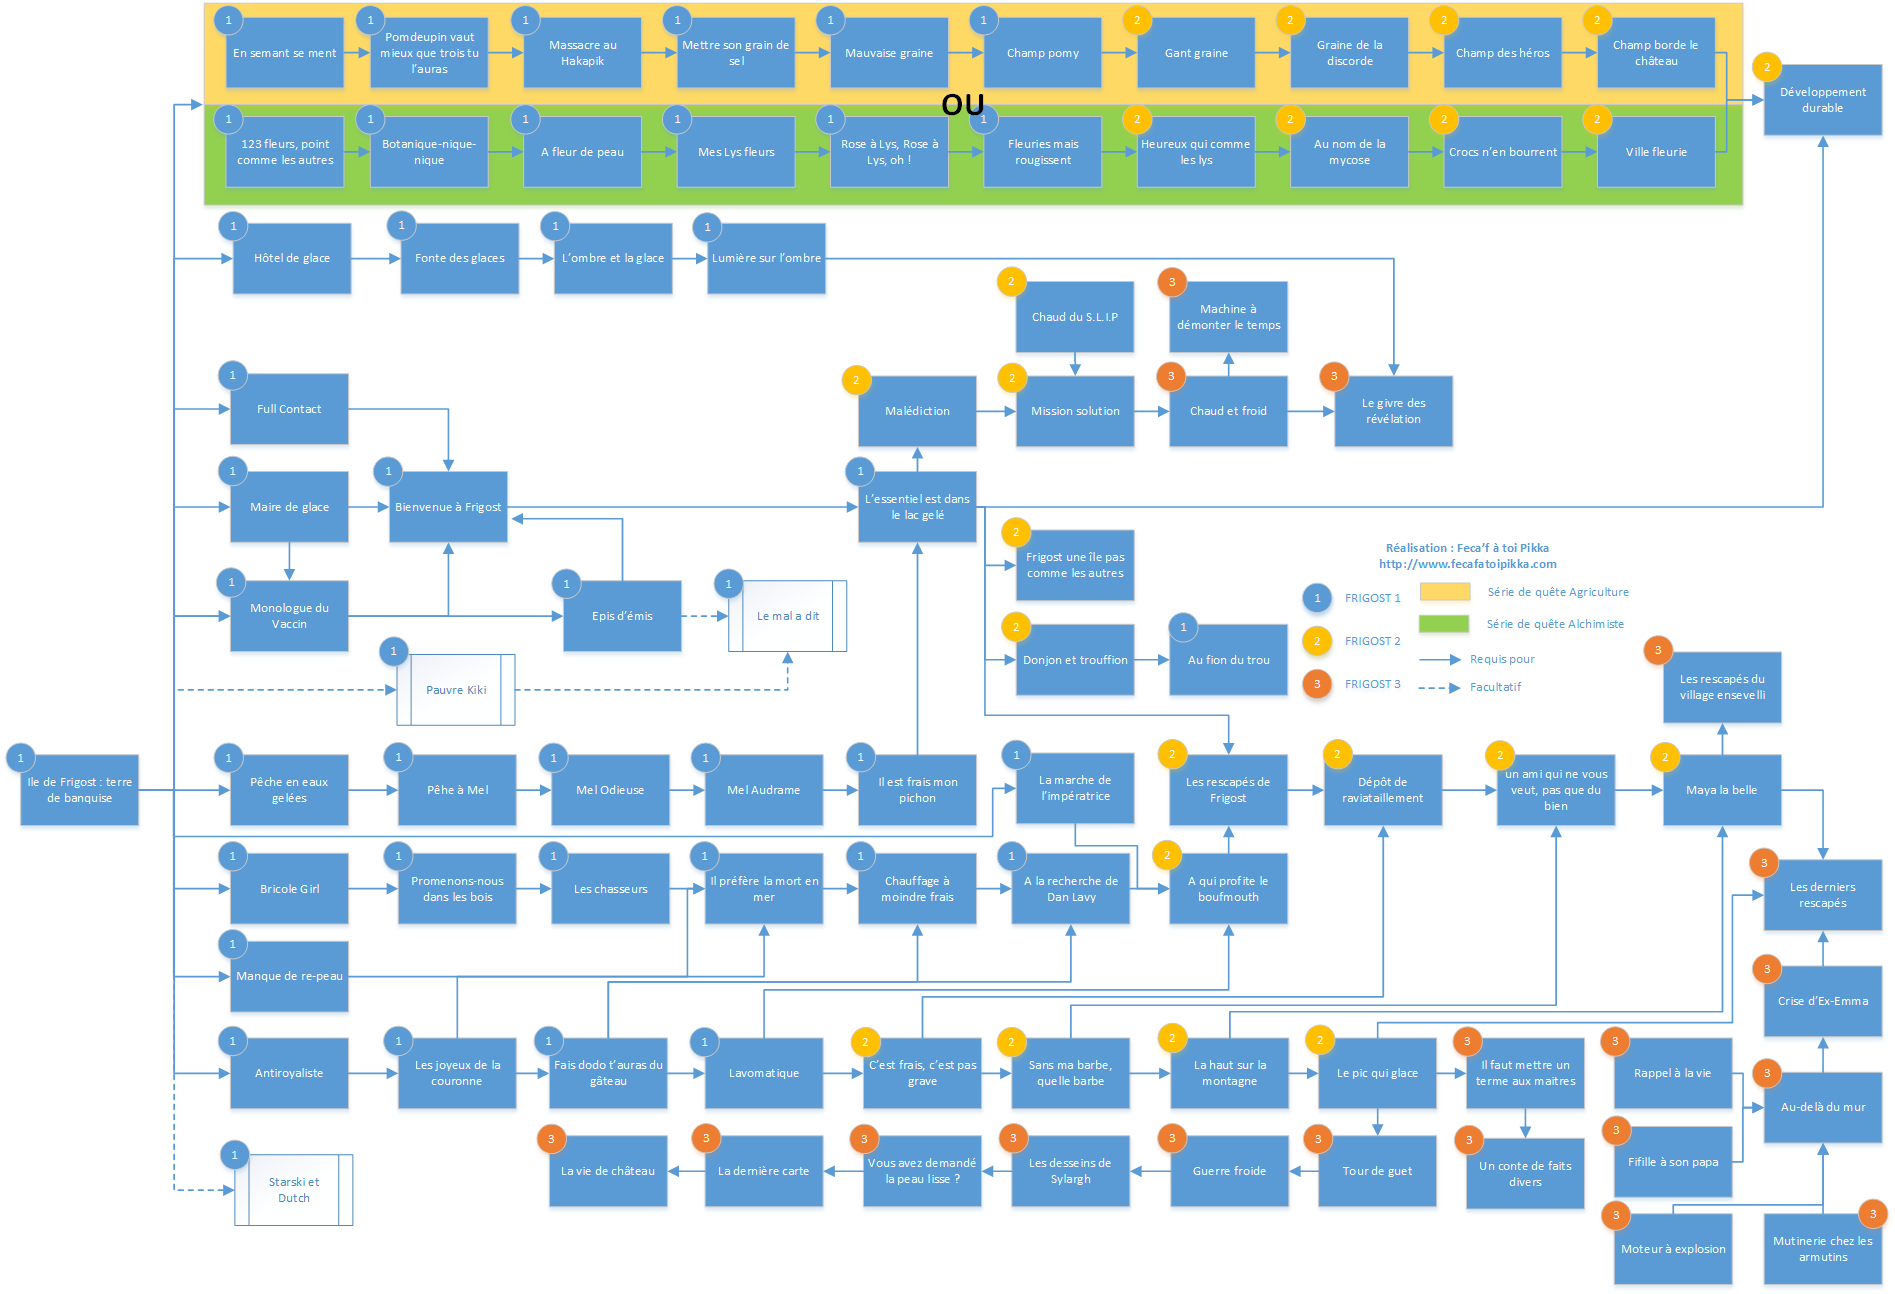 1 1 1 1 1 1 2 2 2 2
En semant se ment
Pomdeupin vaut
mieux que trois tu
l'auras
Massacre au
Hakapik
Mettre son grain de
sel
Mauvaise graine
Champ pomy
Gant graine
Graine de la
discorde
Champ des héros
Champ borde le
château
2
Développement
durable
OU
1 1 1 1 1 1 2 2 2 2
123 fleurs, point
comme les autres
Botanique-nique-
nique
A fleur de peau
Mes Lys fleurs
Rose à Lys, Rose à
Lys, oh !
Fleuries mais
rougissent
Heureux qui comme
les lys
Au nom de la
mycose
Crocs n'en bourrent
Ville fleurie
1 1 1 1
Hôtel de glace
Fonte des glaces
L'ombre et la glace
Lumière sur l'ombre
2 3
Chaud du S.L.I.P
Machine à
démonter le temps
1 2 2 3 3
Full Contact
Malédiction
Mission solution
Chaud et froid
Le givre des
révélation
1 1 1
Maire de glace
Bienvenue à Frigost
L'essentiel est dans
le lac gelé
2
Frigost une île pas
comme les autres
Réalisation : Feca'f à toi Pikka
http://www.fecafatoipikka.com
1 FRIGOST 1
Série de quête Agriculture
2 FRIGOST 2
Série de quête Alchimiste
Requis pour
3 FRIGOST 3
Facultatif
1 1 1
Monologue du
Vaccin
Epis d'émis
Le mal a dit
2 1
Donjon et trouffion
Au fion du trou
1
Pauvre Kiki
3
Les rescapés du
village ensevelli
1
Ile de Frigost : terre
de banquise
1 1 1 1 1 1 2 2 2 2
Pêche en eaux
gelées
Pêhe à Mel
Mel Odieuse
Mel Audrame
Il est frais mon
pichon
La marche de
l'impératrice
Les rescapés de
Frigost
Dépôt de
raviataillement
un ami qui ne vous
veut, pas que du
bien
Maya la belle
1 1 1 1 1 1 2 3
Bricole Girl
Promenons-nous
dans les bois
Les chasseurs
Il préfère la mort en
mer
Chauffage à
moindre frais
A la recherche de
Dan Lavy
A qui profite le
boufmouth
Les derniers
rescapés
1 3
Manque de re-peau
Crise d'Ex-Emma
1 1 1 1 2 2 2 2 3 3 3
Antiroyaliste
Les joyeux de la
couronne
Fais dodo t'auras du
gâteau
Lavomatique
C'est frais, c'est pas
grave
Sans ma barbe,
quelle barbe
La haut sur la
montagne
Le pic qui glace
Il faut mettre un
terme aux maitres
Rappel à la vie
Au-delà du mur
1 3 3 3 3 3 3 3 3
Starski et
Dutch
La vie de château
La dernière carte
Vous avez demandé
la peau lisse ?
Les desseins de
Sylargh
Guerre froide
Tour de guet
Un conte de faits
divers
Fifille à son papa
3 3
Moteur à explosion
Mutinerie chez les
armutins